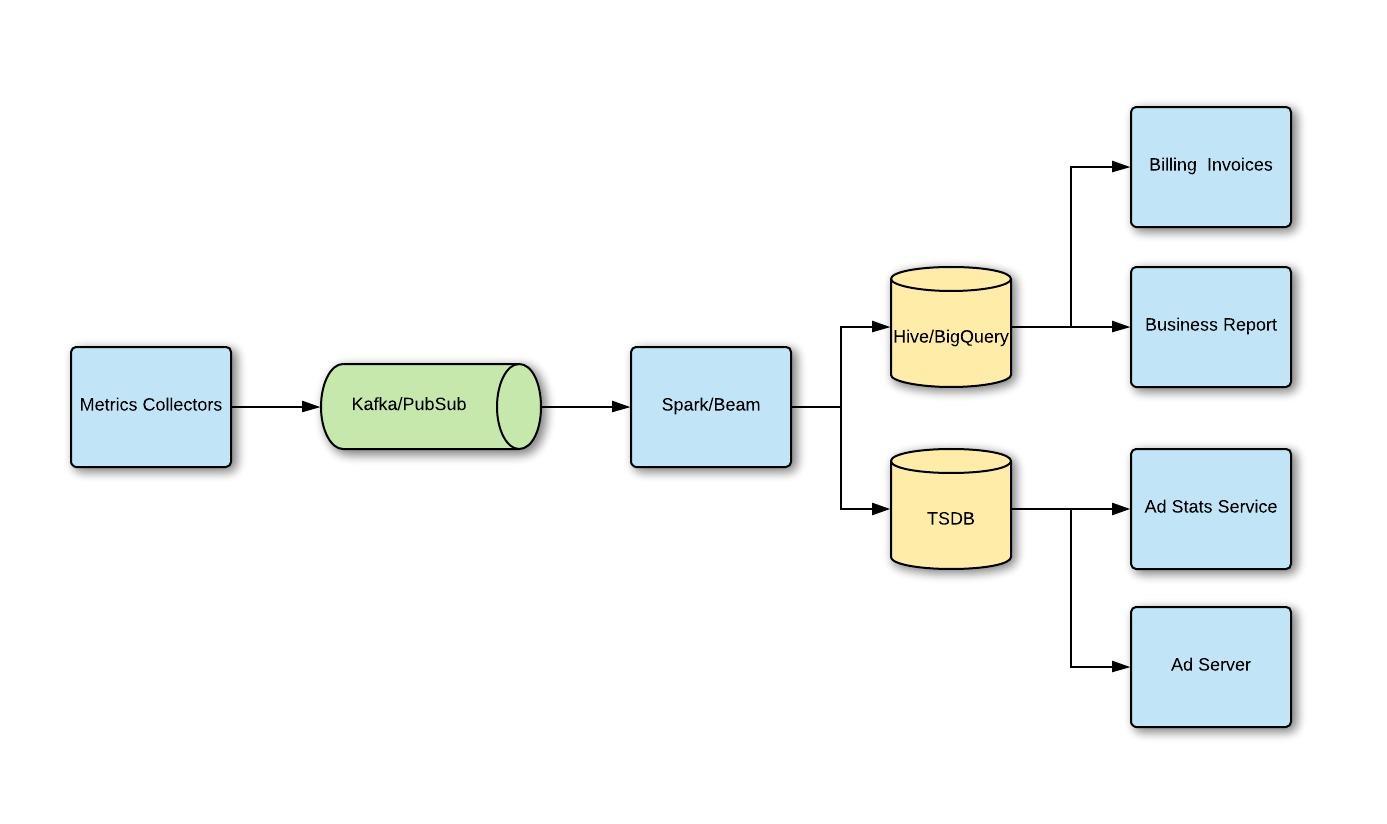 Billing  Invoices
Business Report
Hive/BigQuery
Metrics Collectors
Kafka/PubSub
Spark/Beam
TSDB
Ad Stats Service
Ad Server